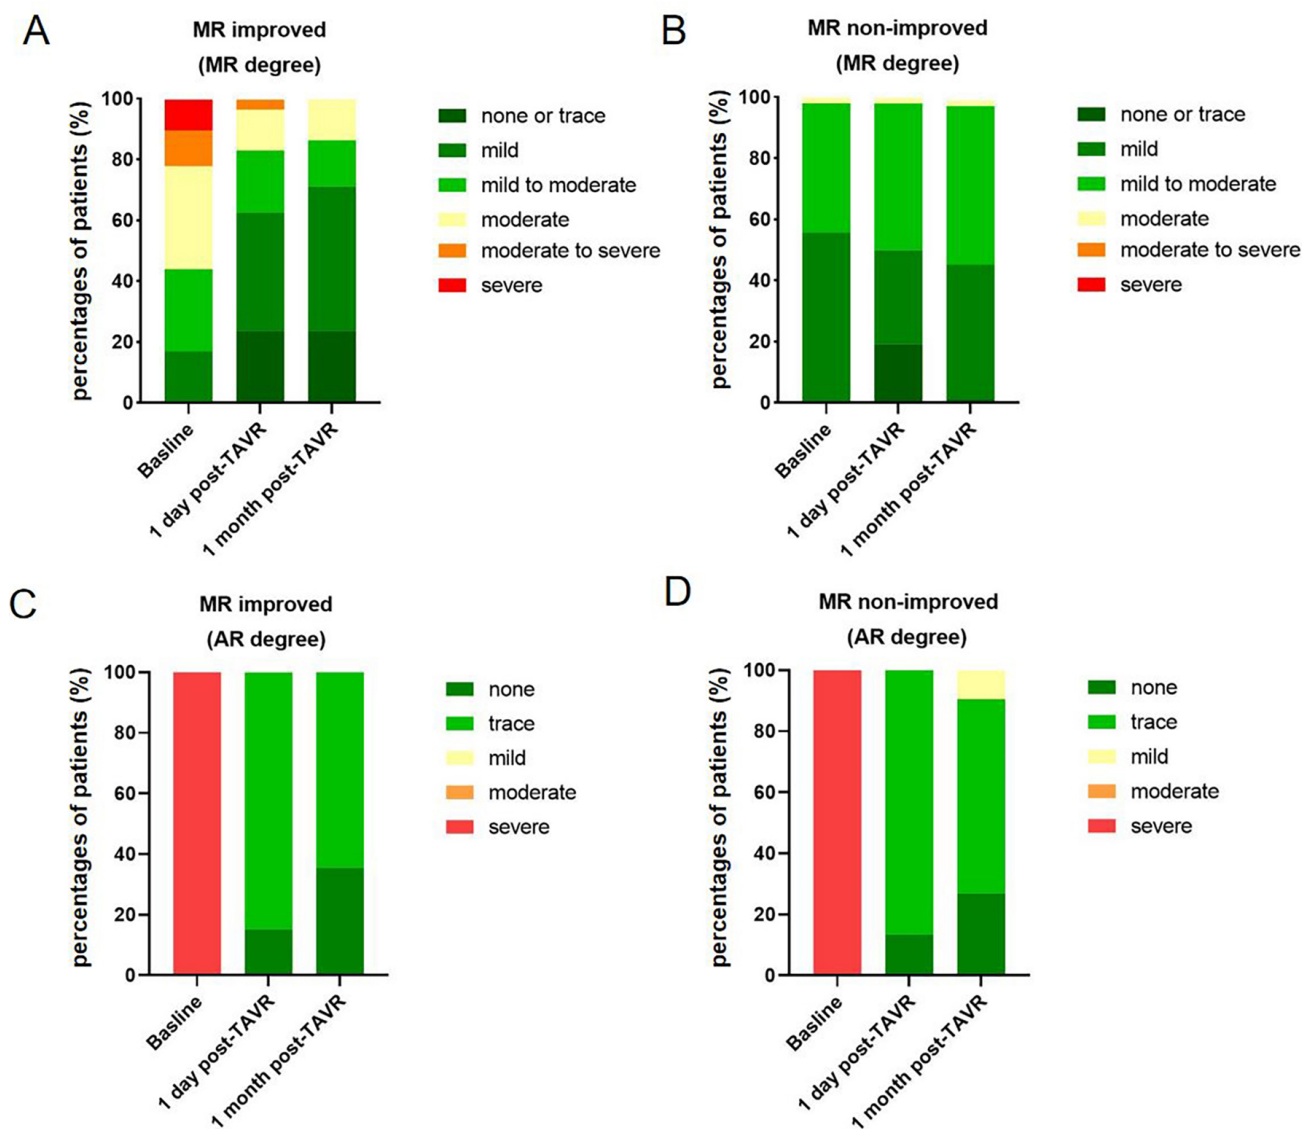 A
MR improved
(MR degree)
percentages of patients (%)
100
80
60
40
20
0
Basline
1 day post-TAVR
1 month post-TAVR
none or trace
mild
mild to moderate
moderate
moderate to severe
severe
B
MR non-improved
(MR degree)
percentages of patients (%)
100
80
60
40
20
0
Basline
1 day post-TAVR
1 month post-TAVR
none or trace
mild
mild to moderate
moderate
moderate to severe
severe
C
MR improved
(AR degree)
percentages of patients (%)
100
80
60
40
20
0
Basline
1 day post-TAVR
1 month post-TAVR
none
trace
mild
moderate
severe
D
MR non-improved
(AR degree)
percentages of patients (%)
100
80
60
40
20
0
Basline
1 day post-TAVR
1 month post-TAVR
none
trace
mild
moderate
severe